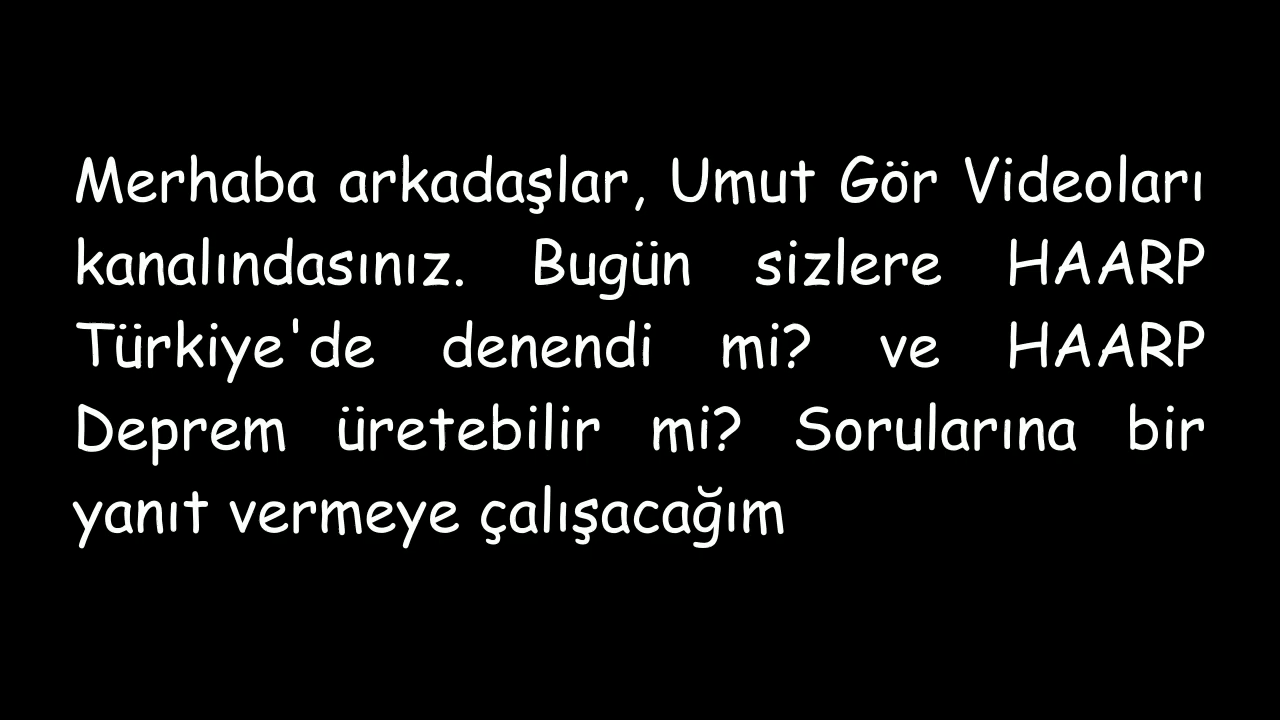 Merhaba arkadaşlar, Umut Gör Videoları
kanalındasınız. Bugün sizlere HAARP
Türkiye'de denendi mi? ve HAARP
Deprem üretebilir mi? Sorularına bir
yanıt vermeye çalışacağım